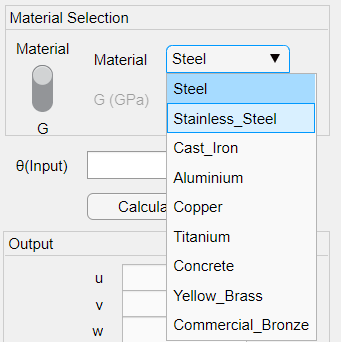 Material Selection
Material
Material Steel
G (GPa)
G
Steel
Stainless_Steel
Cast_Iron
Aluminium
Copper
Titanium
Concrete
Yellow_Brass
Commercial_Bronze
θ(Input)
Calcula
Output
u
v
w